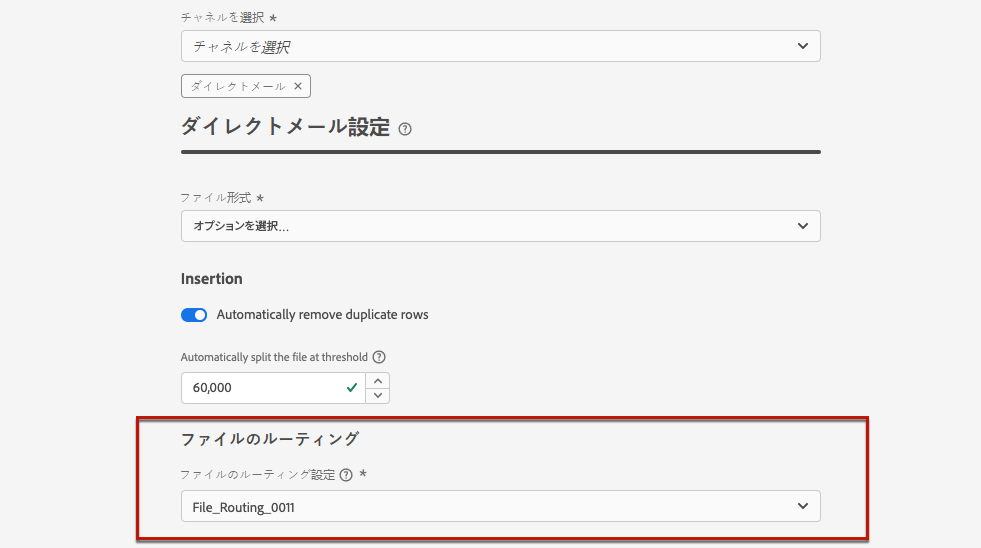 チャネルを選択 *
チャネルを選択
ダイレクトメール ×
ダイレクトメール設定 ?
ファイル形式 *
オプションを選択...
Insertion
Automatically remove duplicate rows
Automatically split the file at threshold ?
60,000
ファイルのルーティング
ファイルのルーティング設定 ? *
File_Routing_0011